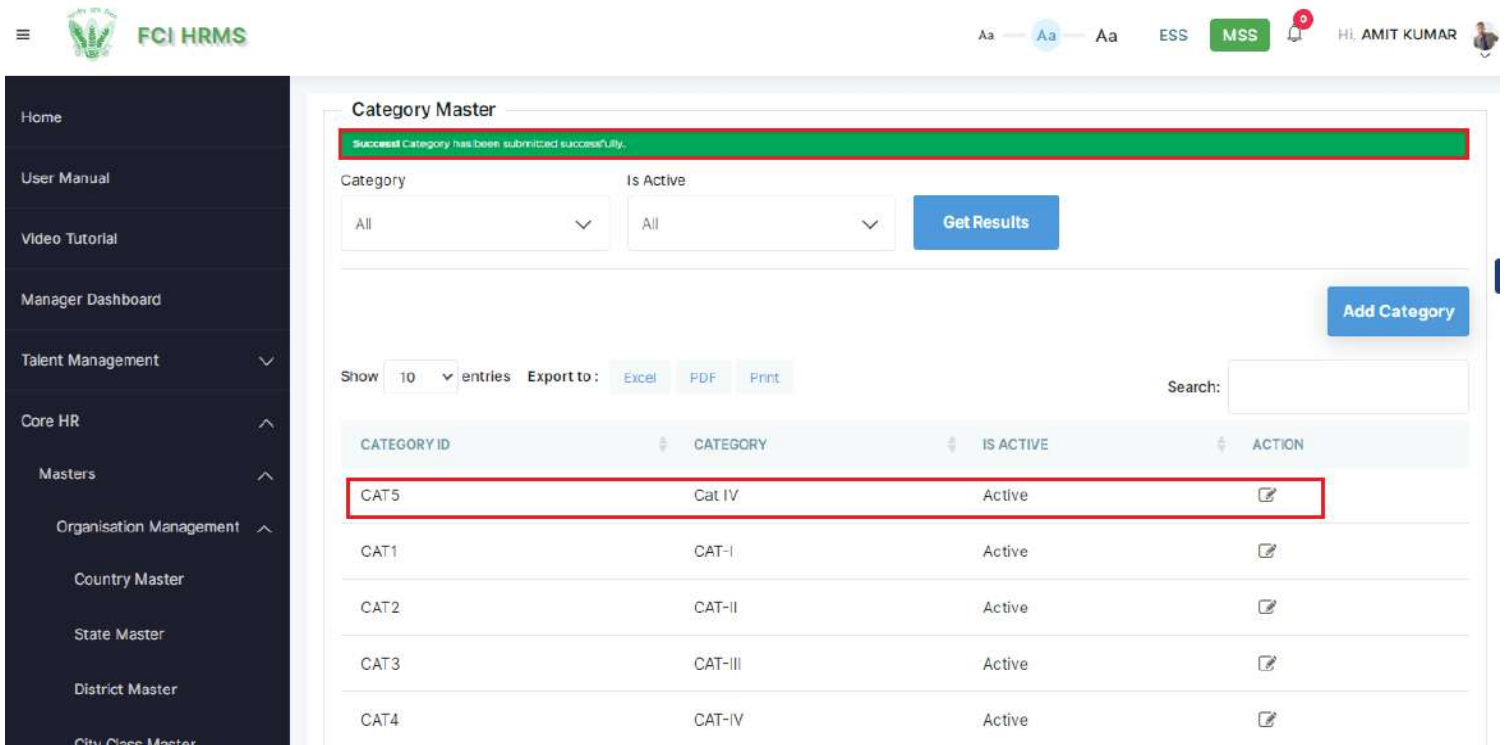 FCI HRMS
Aa Aa Aa ESS MSS 0 Hi, AMIT KUMAR
Home
User Manual
Video Tutorial
Manager Dashboard
Talent Management
Core HR
Masters
Organisation Management
Country Master
State Master
District Master
City Class Master
Category Master
Success! Category has been submitted successfully.
Category Is Active
All All Get Results
Add Category
Show 10 entries Export to : Excel PDF Print Search:
CATEGORY ID CATEGORY IS ACTIVE ACTION
CAT5 Cat IV Active
CAT1 CAT-I Active
CAT2 CAT-II Active
CAT3 CAT-III Active
CAT4 CAT-IV Active